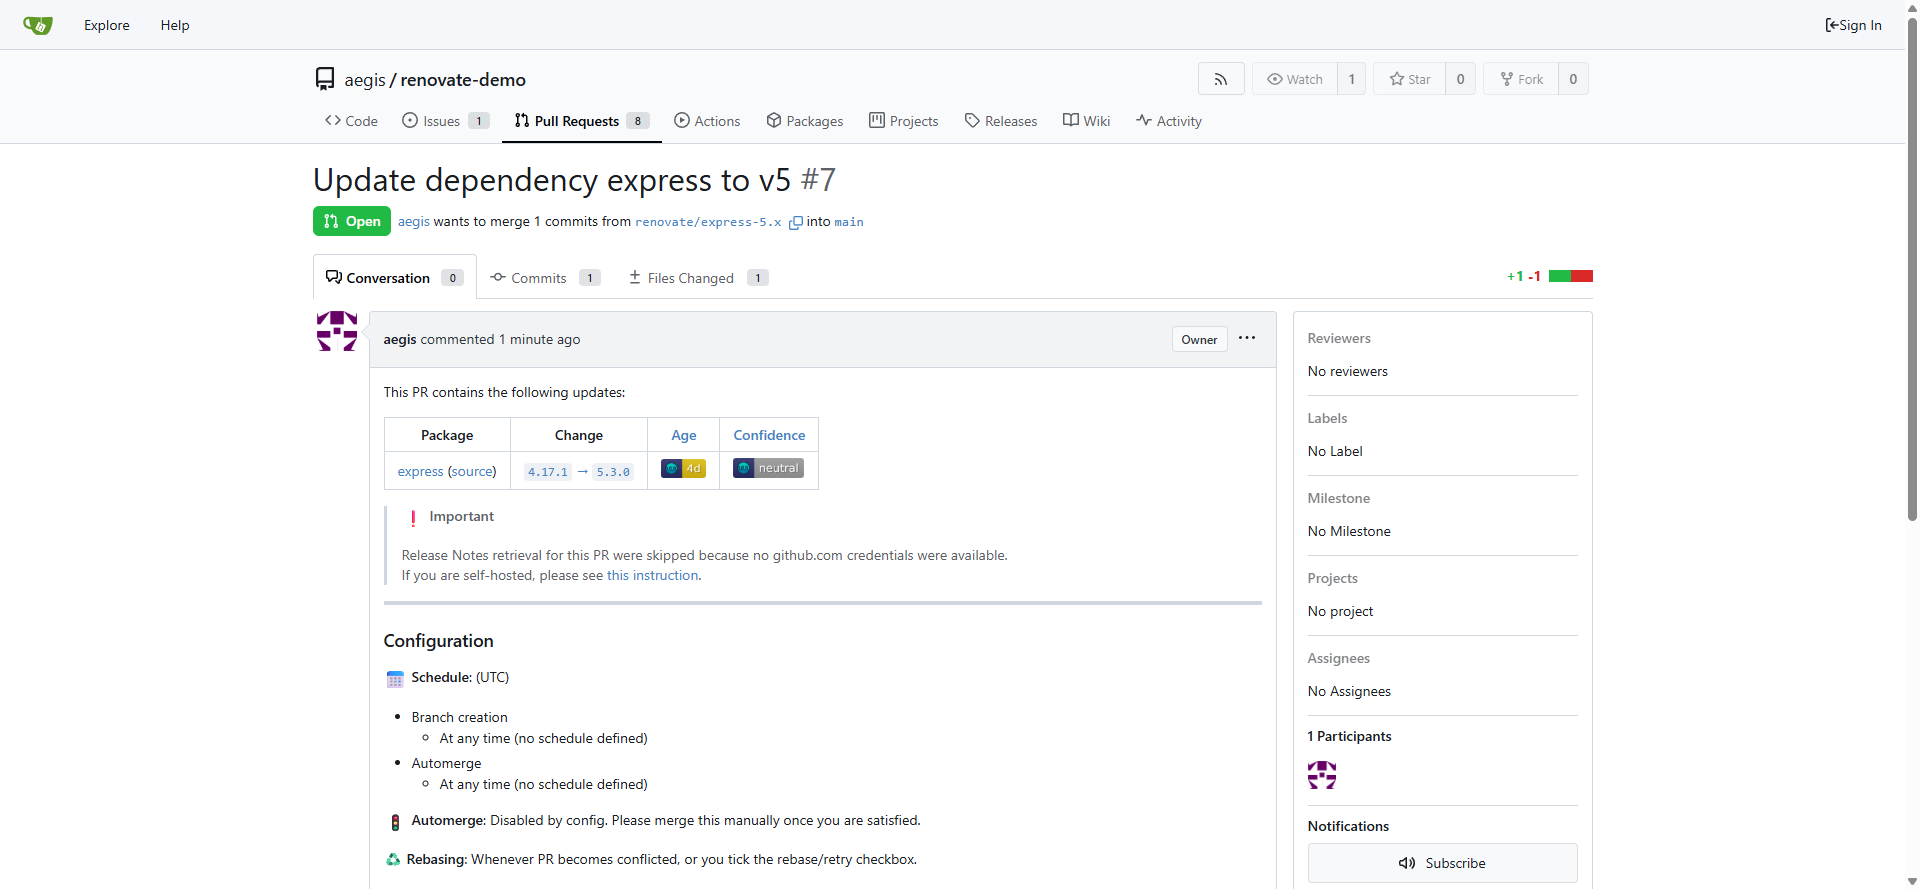 Explore Help Sign In
aegis / renovate-demo Watch 1 Star 0 Fork 0
Code Issues 1 Pull Requests 8 Actions Packages Projects Releases Wiki Activity
Update dependency express to v5 #7
Open aegis wants to merge 1 commits from renovate/express-5.x into main
Conversation 0 Commits 1 Files Changed 1 +1 -1
aegis commented 1 minute ago Owner
This PR contains the following updates:
Package Change Age Confidence
express (source) 4.17.1 → 5.3.0 4d neutral
❗ Important
Release Notes retrieval for this PR were skipped because no github.com credentials were available.
If you are self-hosted, please see this instruction.
Configuration
📅 Schedule: (UTC)
• Branch creation
◦ At any time (no schedule defined)
• Automerge
◦ At any time (no schedule defined)
🚦 Automerge: Disabled by config. Please merge this manually once you are satisfied.
♻ Rebasing: Whenever PR becomes conflicted, or you tick the rebase/retry checkbox.
Reviewers
No reviewers
Labels
No Label
Milestone
No Milestone
Projects
No project
Assignees
No Assignees
1 Participants
Notifications
Subscribe